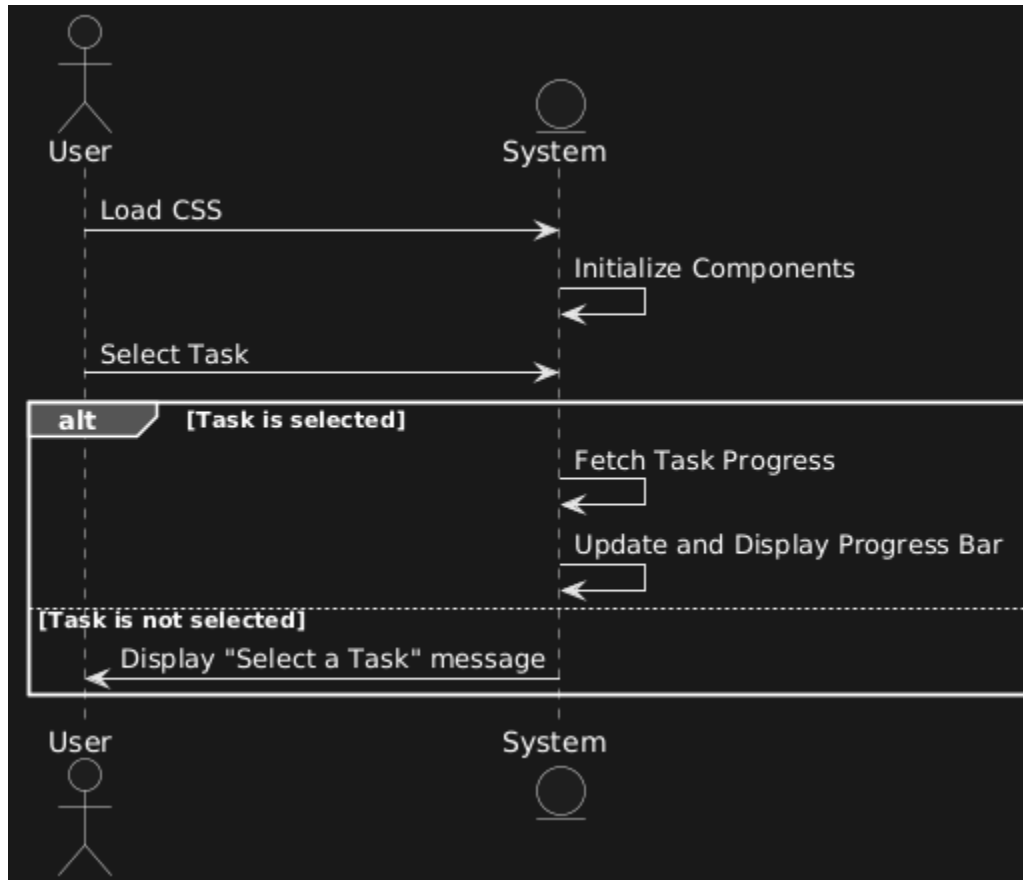 User
System
Load CSS
Initialize Components
Select Task
alt [Task is selected]
Fetch Task Progress
Update and Display Progress Bar
[Task is not selected]
Display "Select a Task" message
User
System